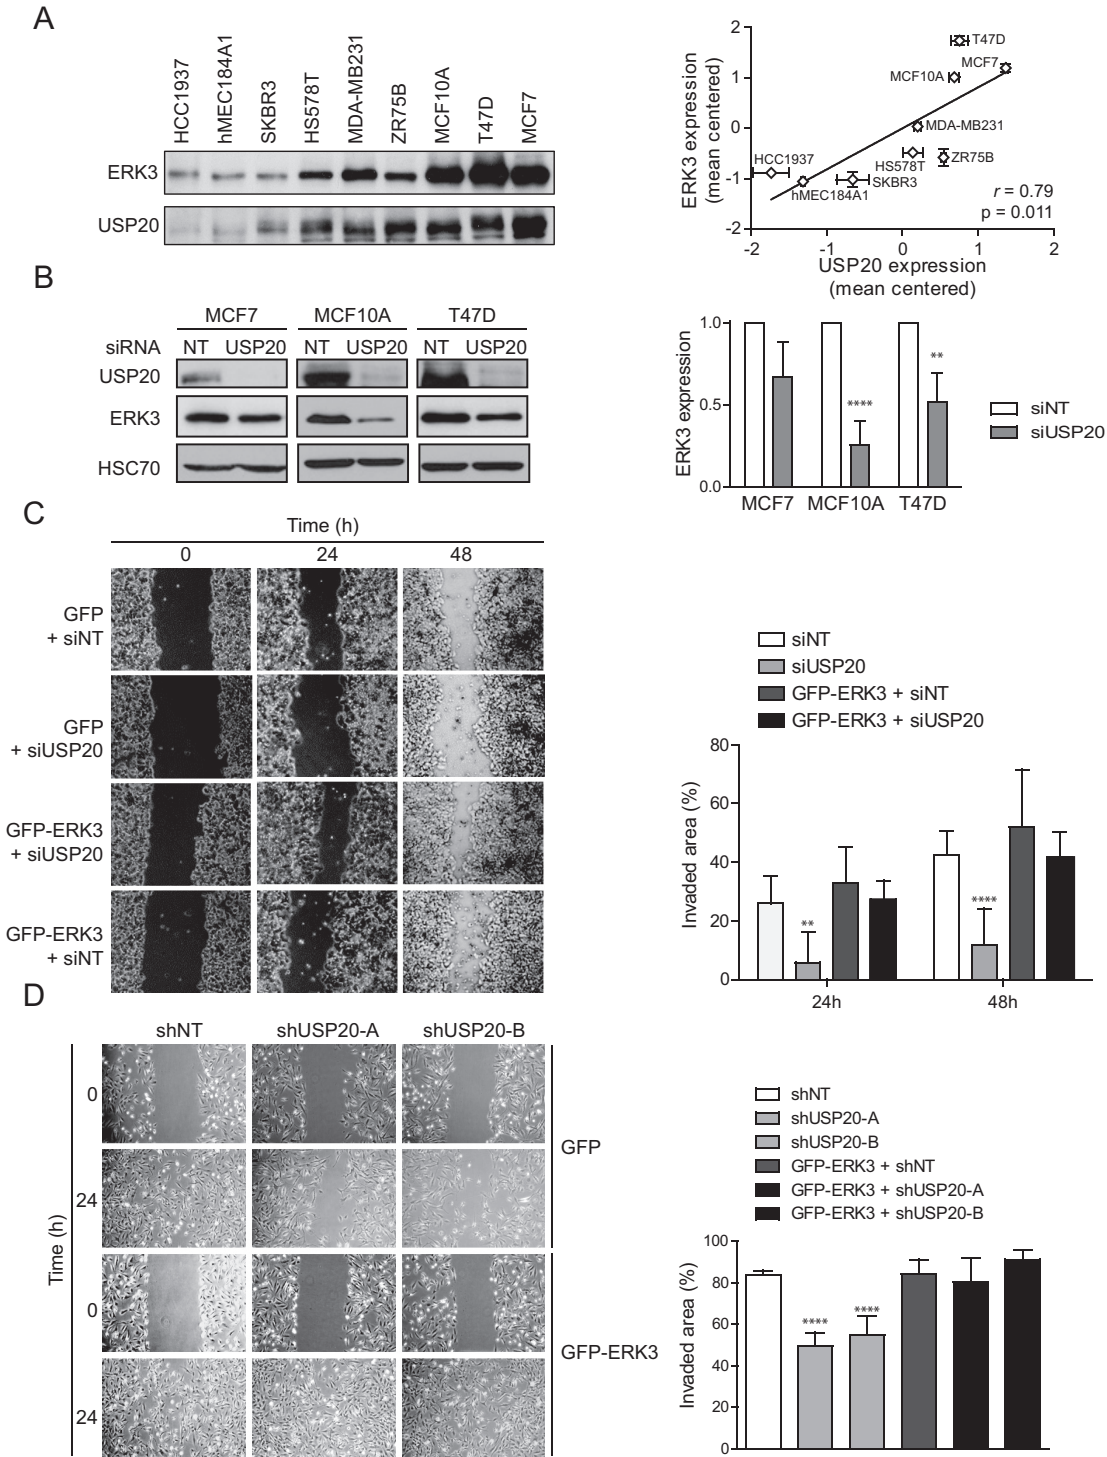 A
HCC1937
hMEC184A1
SKBR3
HS578T
MDA-MB231
ZR75B
MCF10A
T47D
MCF7
ERK3
USP20
ERK3 expression
(mean centered)
2
1
0
-1
-2
T47D
MCF7
MCF10A
MDA-MB231
HCC1937
HS578T
ZR75B
SKBR3
hMEC184A1
r = 0.79
p = 0.011
-2 -1 0 1 2
USP20 expression
(mean centered)
B
MCF7 MCF10A T47D
siRNA NT USP20 NT USP20 NT USP20
USP20
ERK3
HSC70
ERK3 expression
1.0
0.5
0.0
****
**
MCF7 MCF10A T47D
siNT
siUSP20
C
Time (h)
0 24 48
GFP
+ siNT
GFP
+ siUSP20
GFP-ERK3
+ siUSP20
GFP-ERK3
+ siNT
siNT
siUSP20
GFP-ERK3 + siNT
GFP-ERK3 + siUSP20
Invaded area (%)
80
60
40
20
0
**
****
24h 48h
D
shNT shUSP20-A shUSP20-B
Time (h)
0
24
0
24
GFP
GFP-ERK3
shNT
shUSP20-A
shUSP20-B
GFP-ERK3 + shNT
GFP-ERK3 + shUSP20-A
GFP-ERK3 + shUSP20-B
Invaded area (%)
100
80
60
40
20
0
****
****